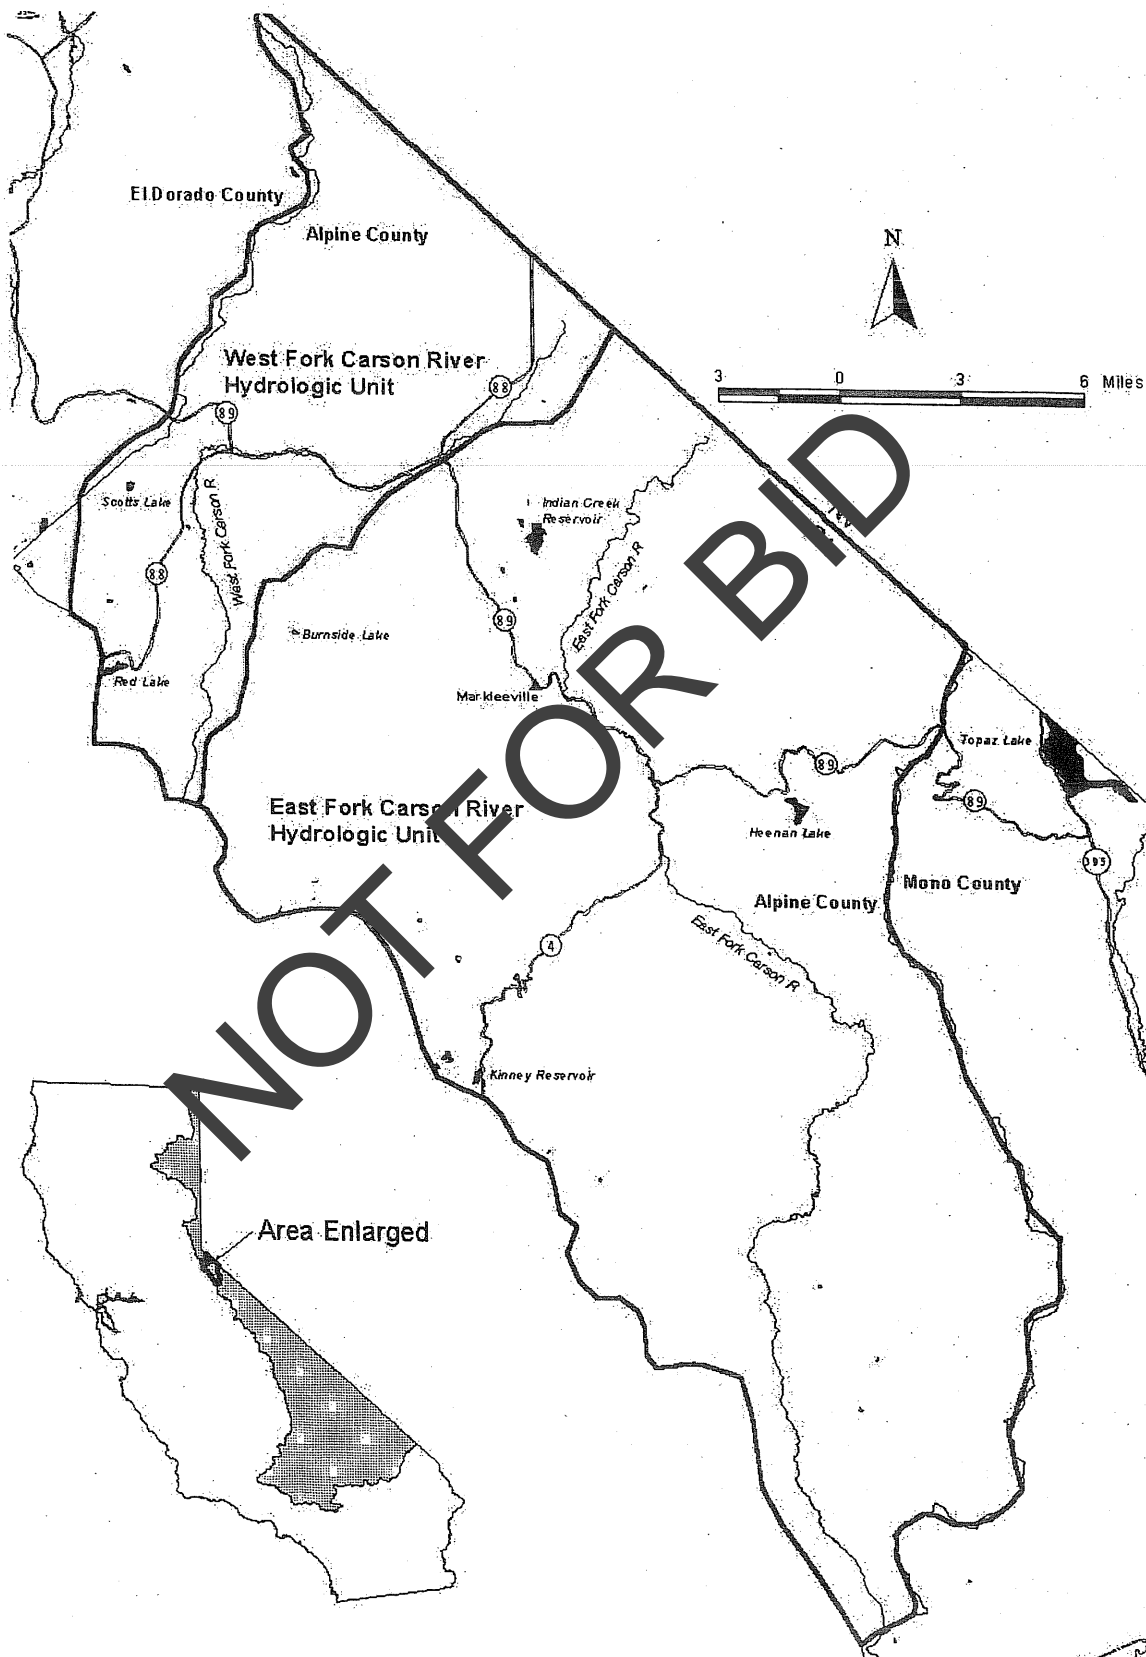 El Dorado County
Alpine County
N
West Fork Carson River
Hydrologic Unit
88
89
3 0 3 6 Miles
Scotts Lake
West Fork Carson R
Indian Creek
Reservoir
East Fork Carson R
88
89
Burnside Lake
Red Lake
Markleeville
Topaz Lake
89
89
East Fork Carson River
Hydrologic Unit
Heenan Lake
395
Mono County
Alpine County
East Fork Carson R
4
Kinney Reservoir
Area Enlarged
NOT FOR BID